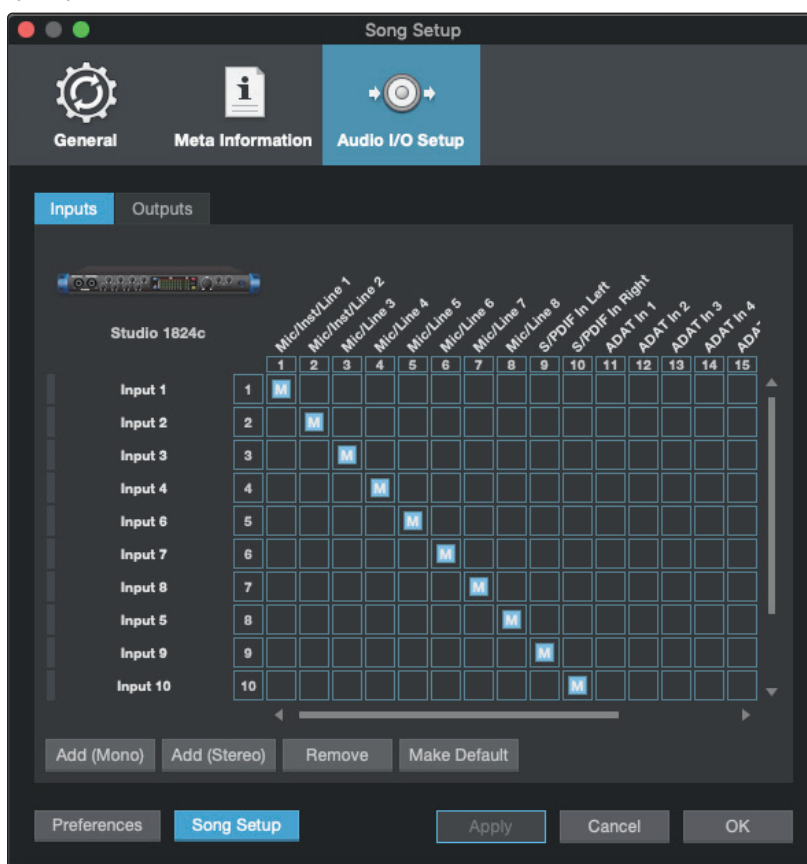 Song Setup
General
Meta Information
Audio I/O Setup
Inputs
Outputs
Studio 1824c
Mic/Inst/Line 1
Mic/Inst/Line 2
Mic/Line 3
Mic/Line 4
Mic/Line 5
Mic/Line 6
Mic/Line 7
Mic/Line 8
S/PDIF In Left
S/PDIF In Right
ADAT In 1
ADAT In 2
ADAT In 3
ADAT In 4
ADAT
1 2 3 4 5 6 7 8 9 10 11 12 13 14 15
Input 1 1 M
Input 2 2 M
Input 3 3 M
Input 4 4 M
Input 6 5 M
Input 7 6 M
Input 8 7 M
Input 5 8 M
Input 9 9 M
Input 10 10 M
Add (Mono) Add (Stereo) Remove Make Default
Preferences Song Setup Apply Cancel OK